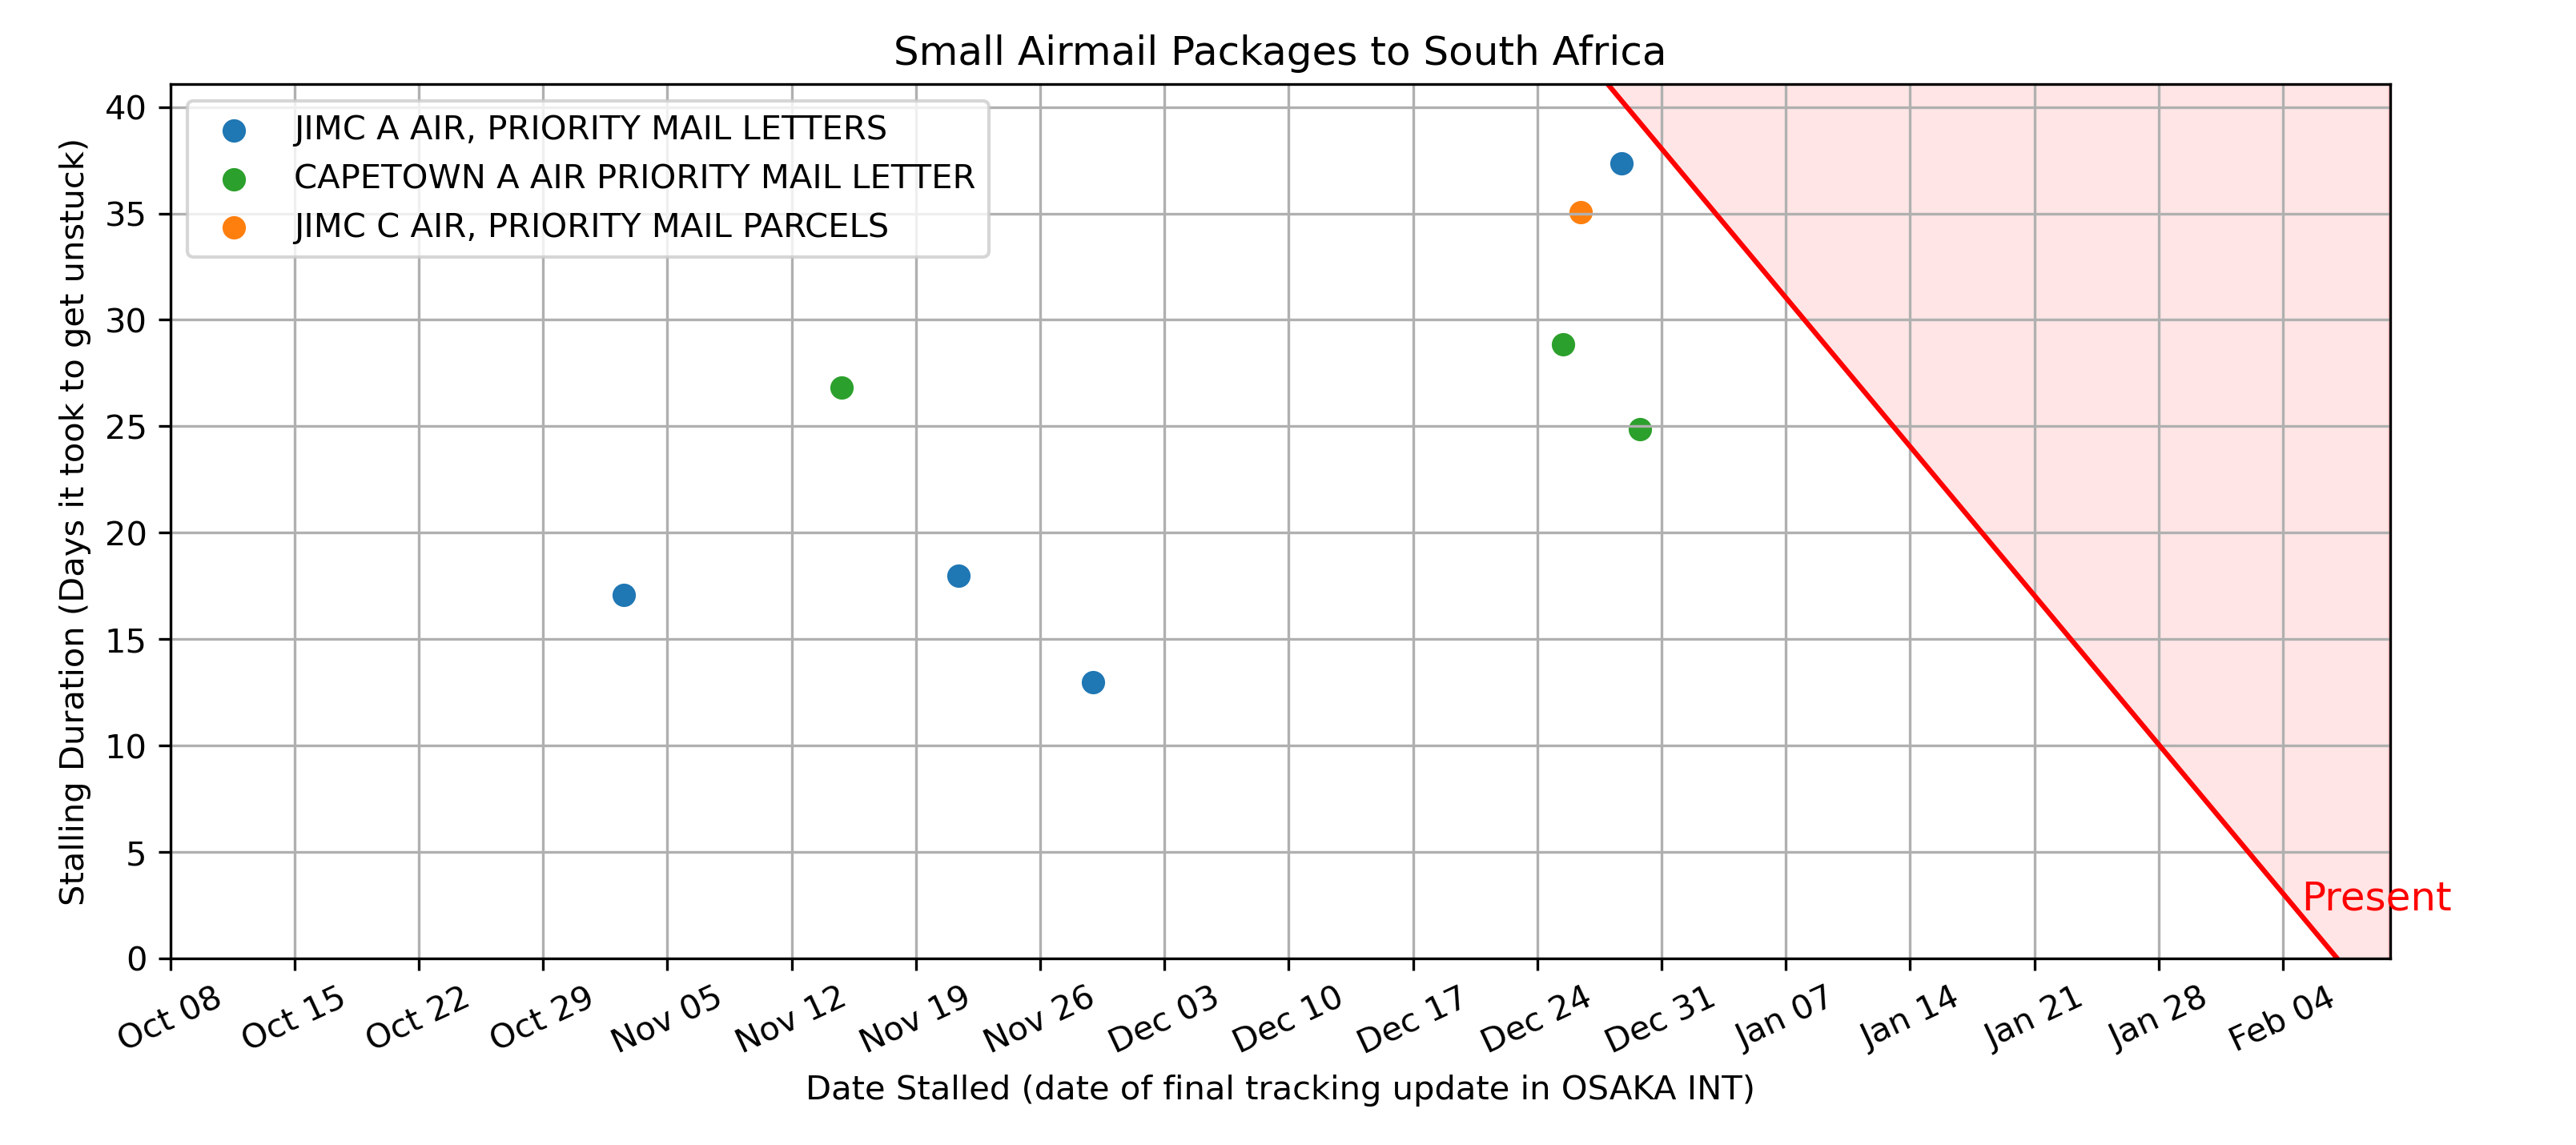 Small Airmail Packages to South Africa
40
35
30
25
20
15
10
5
0
Stalling Duration (Days it took to get unstuck)
JIMC A AIR, PRIORITY MAIL LETTERS
CAPETOWN A AIR PRIORITY MAIL LETTER
JIMC C AIR, PRIORITY MAIL PARCELS
Present
Oct 08
Oct 15
Oct 22
Oct 29
Nov 05
Nov 12
Nov 19
Nov 26
Dec 03
Dec 10
Dec 17
Dec 24
Dec 31
Jan 07
Jan 14
Jan 21
Jan 28
Feb 04
Date Stalled (date of final tracking update in OSAKA INT)